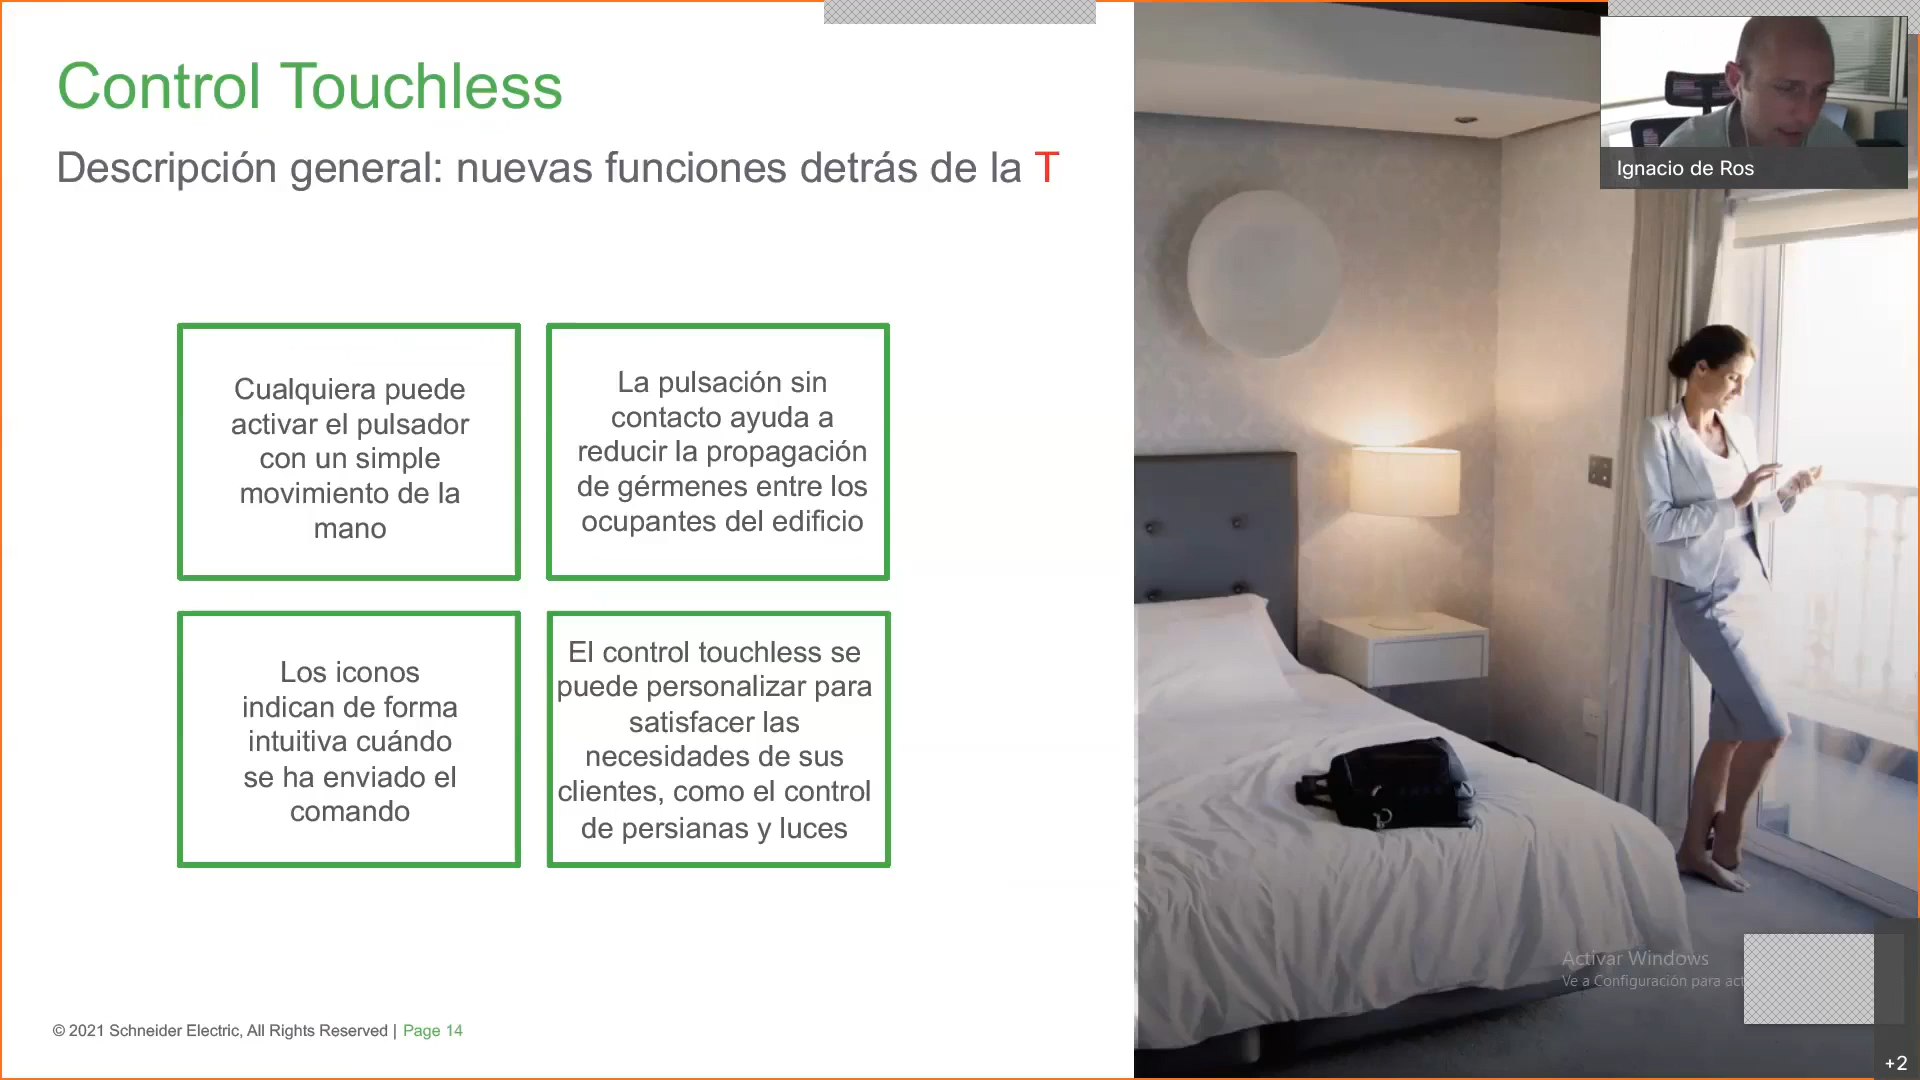 Control Touchless
Descripción general: nuevas funciones detrás de la T
Cualquiera puede
activar el pulsador
con un simple
movimiento de la
mano
La pulsación sin
contacto ayuda a
reducir la propagación
de gérmenes entre los
ocupantes del edificio
Los iconos
indican de forma
intuitiva cuándo
se ha enviado el
comando
El control touchless se
puede personalizar para
satisfacer las
necesidades de sus
clientes, como el control
de persianas y luces
© 2021 Schneider Electric, All Rights Reserved | Page 14
Ignacio de Ros
Activar Windows
Ve a Configuración para act
+2